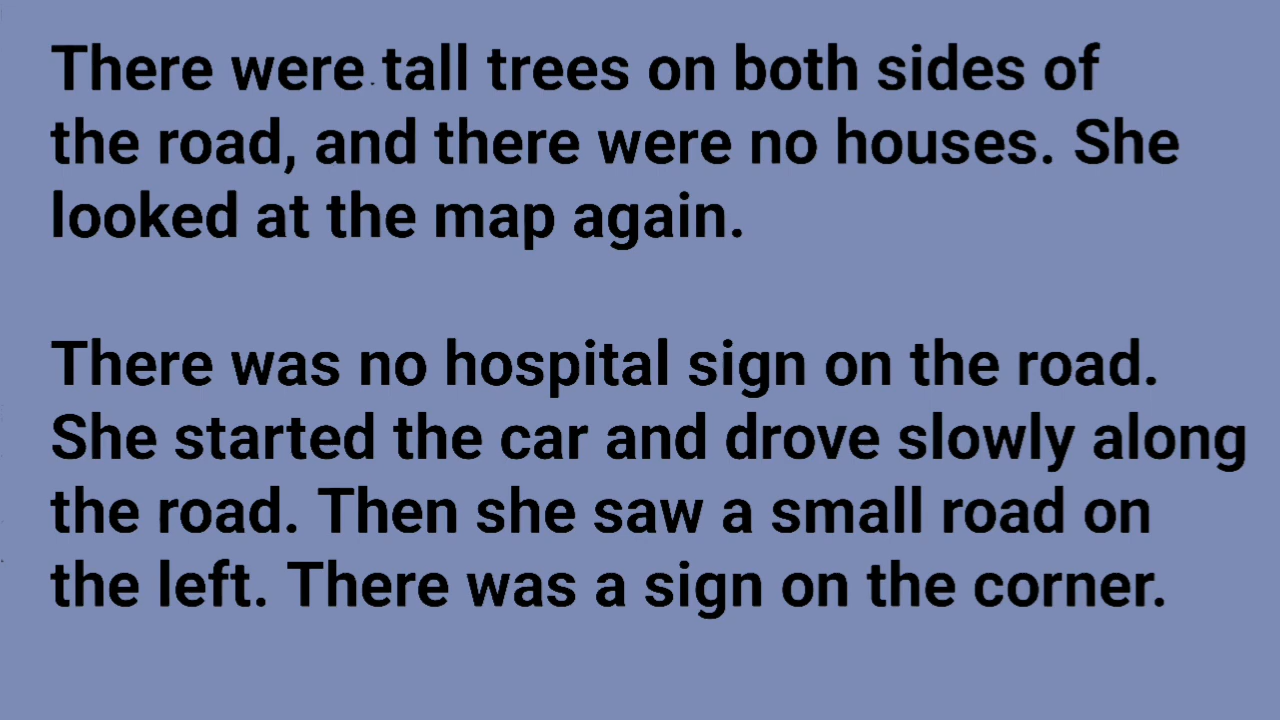 There were tall trees on both sides of
the road, and there were no houses. She
looked at the map again.
There was no hospital sign on the road.
She started the car and drove slowly along
the road. Then she saw a small road on
the left. There was a sign on the corner.